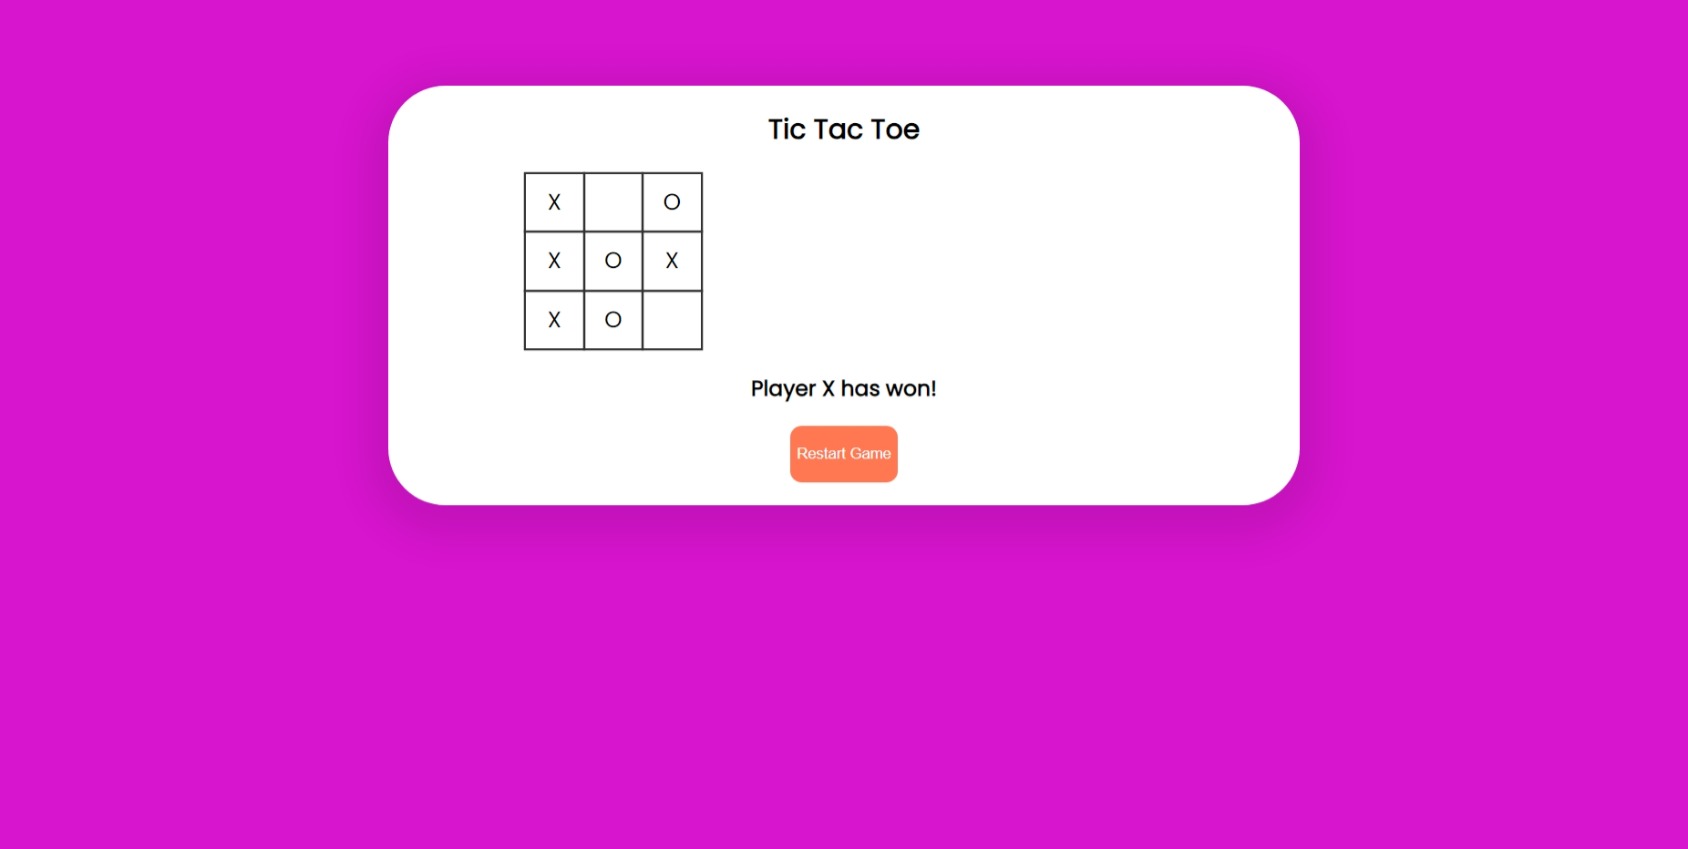 Tic Tac Toe
X O
X O X
X O
Player X has won!
Restart Game